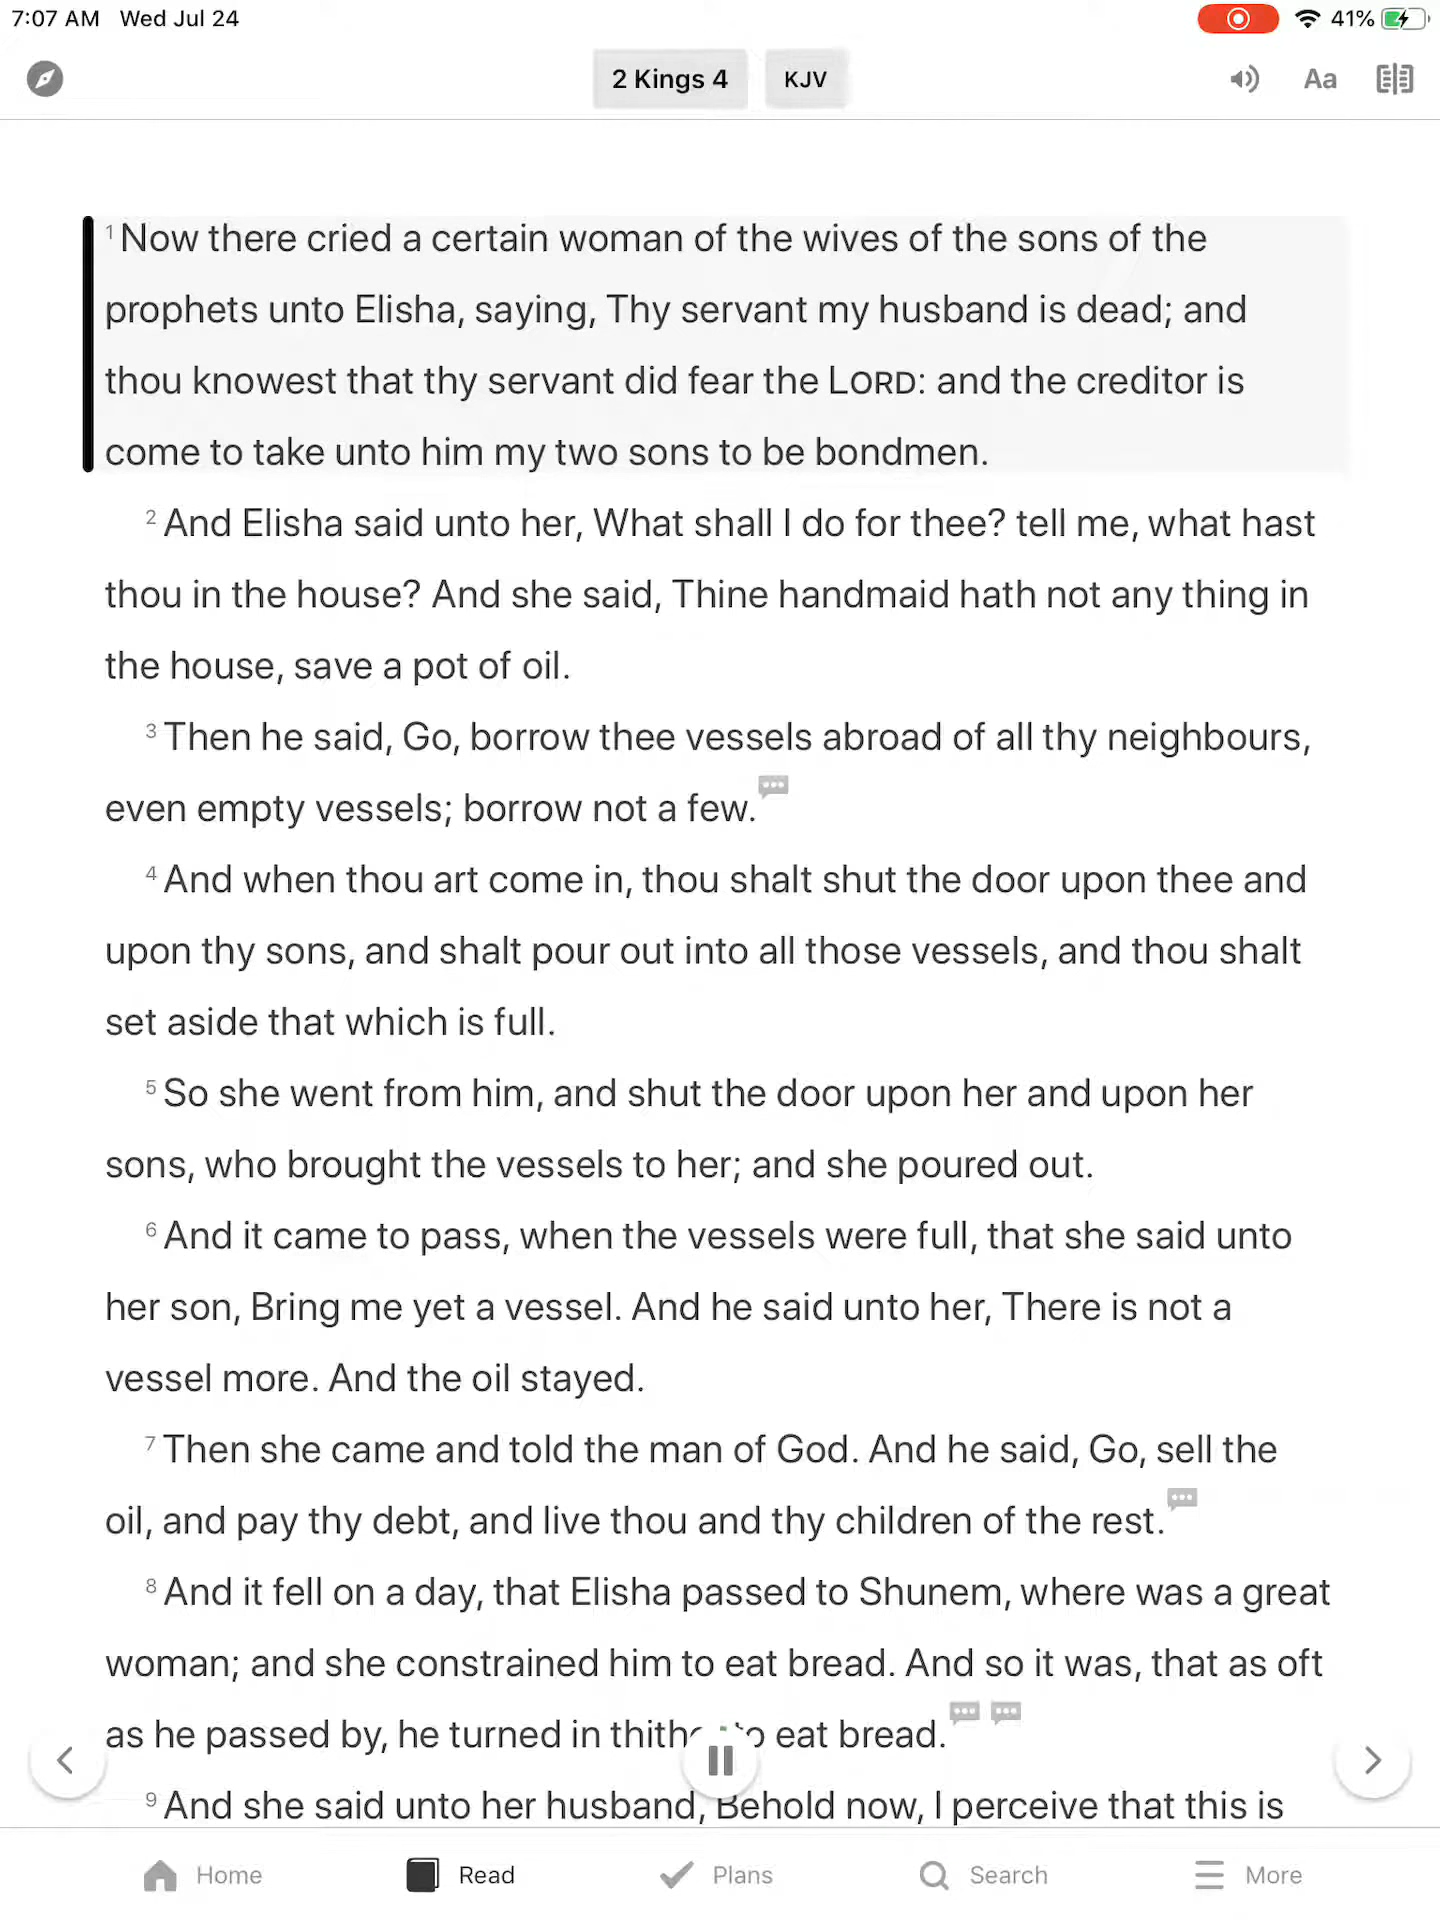 7:07 AM Wed Jul 24 41%
2 Kings 4 KJV Aa
1 Now there cried a certain woman of the wives of the sons of the
prophets unto Elisha, saying, Thy servant my husband is dead; and
thou knowest that thy servant did fear the LORD: and the creditor is
come to take unto him my two sons to be bondmen.
2 And Elisha said unto her, What shall I do for thee? tell me, what hast
thou in the house? And she said, Thine handmaid hath not any thing in
the house, save a pot of oil.
3 Then he said, Go, borrow thee vessels abroad of all thy neighbours,
even empty vessels; borrow not a few.
4 And when thou art come in, thou shalt shut the door upon thee and
upon thy sons, and shalt pour out into all those vessels, and thou shalt
set aside that which is full.
5 So she went from him, and shut the door upon her and upon her
sons, who brought the vessels to her; and she poured out.
6 And it came to pass, when the vessels were full, that she said unto
her son, Bring me yet a vessel. And he said unto her, There is not a
vessel more. And the oil stayed.
7 Then she came and told the man of God. And he said, Go, sell the
oil, and pay thy debt, and live thou and thy children of the rest.
8 And it fell on a day, that Elisha passed to Shunem, where was a great
woman; and she constrained him to eat bread. And so it was, that as oft
as he passed by, he turned in eat bread.
9 And she said unto her husband, Behold now, I perceive that this is
Home Read Plans Search More